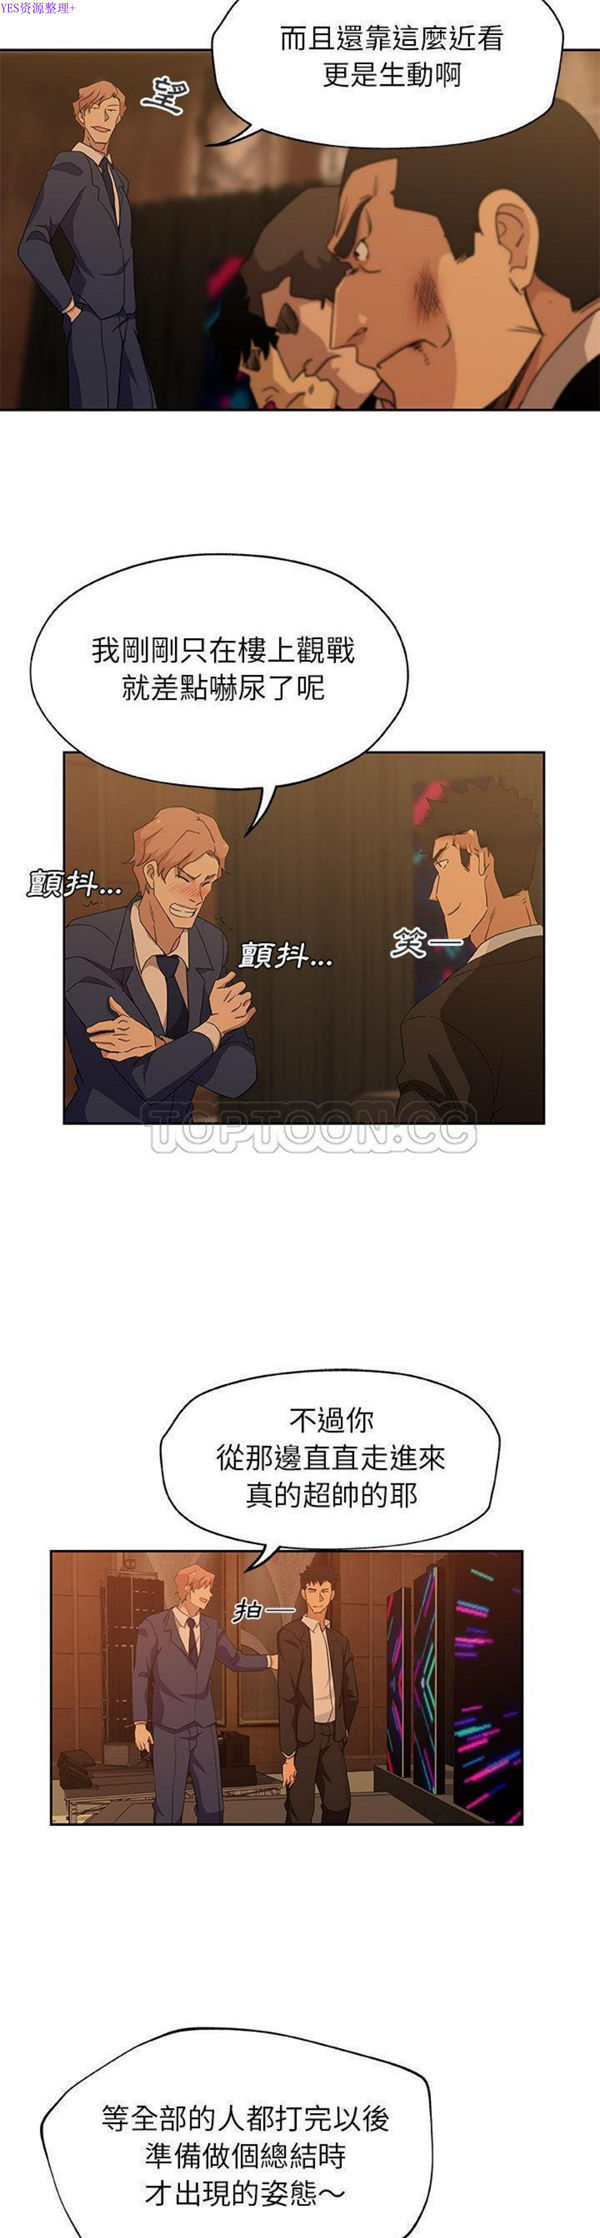 YES资源整理+
而且還靠這麼近看
更是生動啊
望
我剛剛只在樓上觀戰
就差點嚇尿了呢
顫抖...
顫抖...
笑—
TOPTOON.CC
不過你
從那邊直直走進來
真的超帥的耶
拍—
等全部的人都打完以後
準備做個總結時
才出現的姿態～